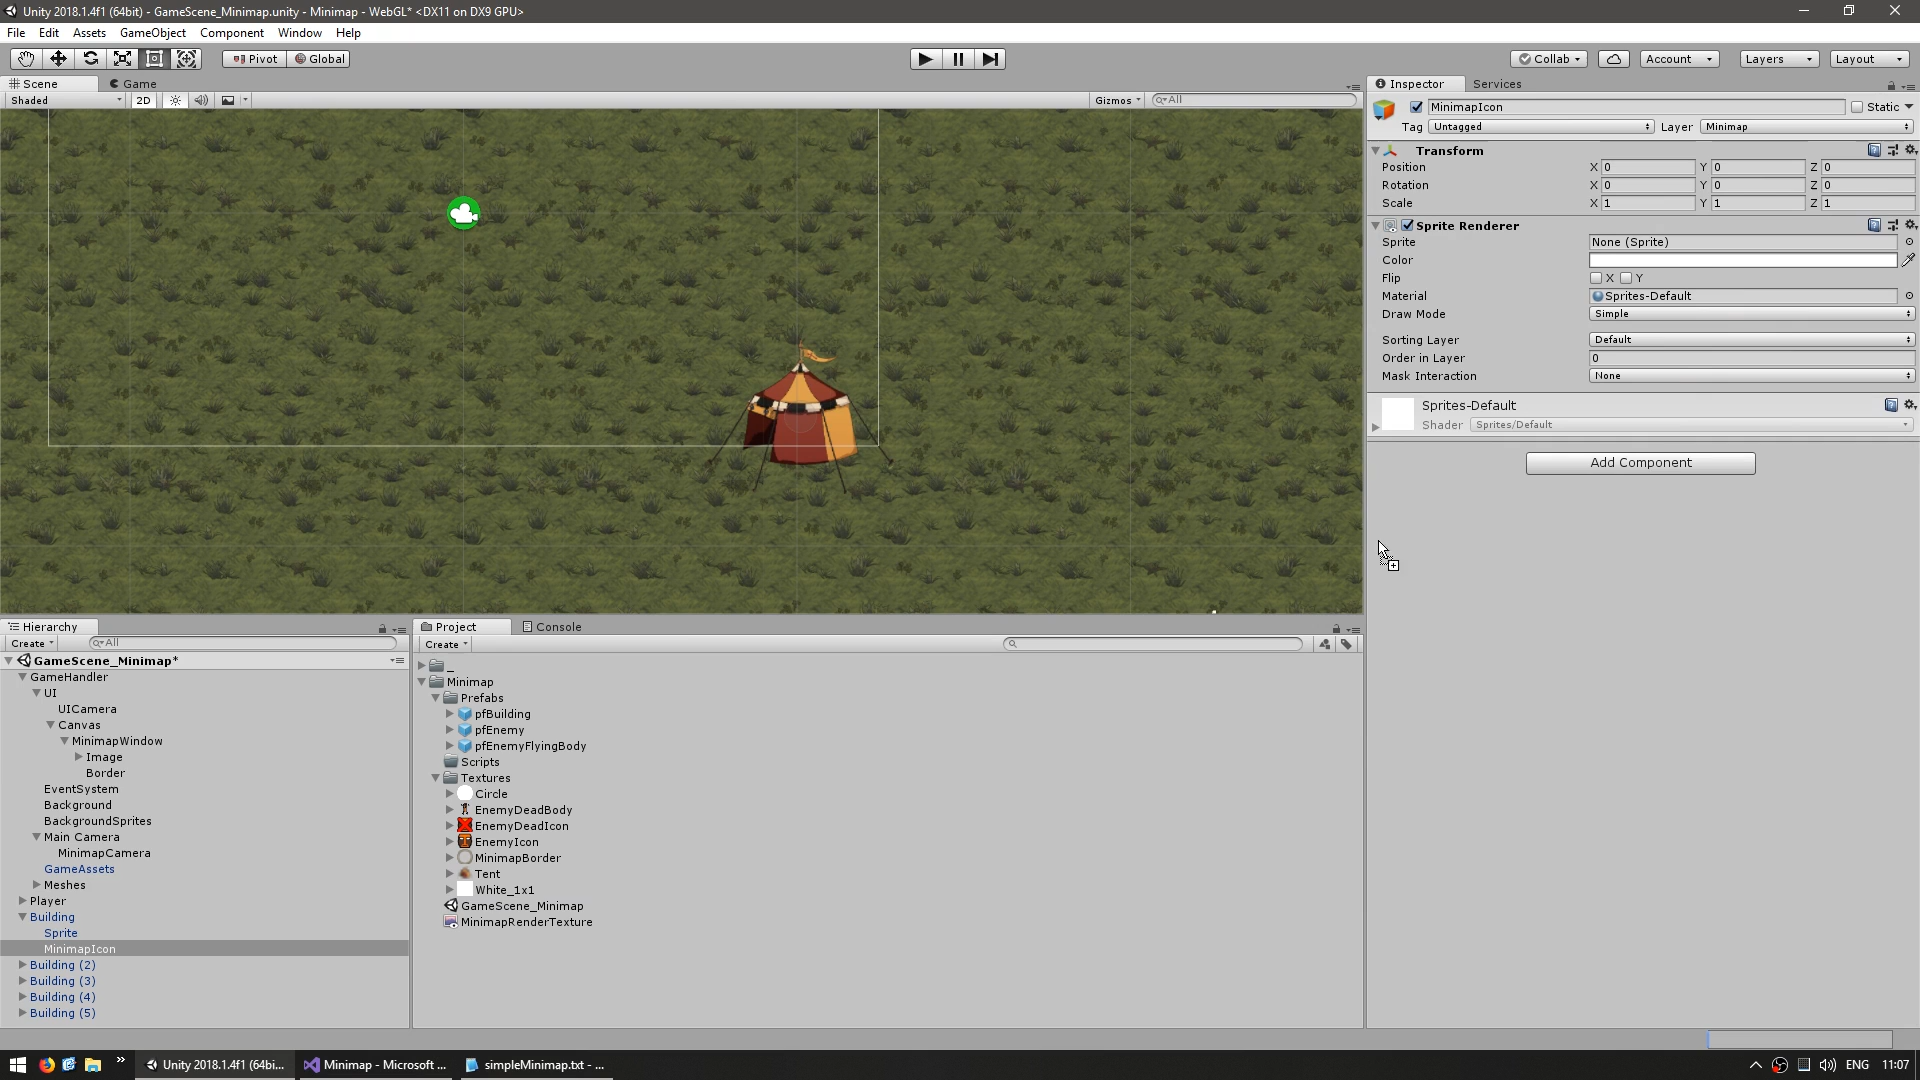 Unity 2018.1.4f1 (64bit) - GameScene_Minimap.unity - Minimap - WebGL* <DX11 on DX9 GPU>
File Edit Assets GameObject Component Window Help
Pivot Global Collab Account Layers Layout
Scene Game
Shaded 2D Gizmos All
Inspector Services
MinimapIcon Static
Tag Untagged Layer Minimap
Transform
Position X 0 Y 0 Z 0
Rotation X 0 Y 0 Z 0
Scale X 1 Y 1 Z 1
Sprite Renderer
Sprite None (Sprite)
Color
Flip X Y
Material Sprites-Default
Draw Mode Simple
Sorting Layer Default
Order in Layer 0
Mask Interaction None
Sprites-Default
Shader Sprites/Default
Add Component
Hierarchy
Create All
GameScene_Minimap*
GameHandler
UI
UICamera
Canvas
MinimapWindow
Image
Border
EventSystem
Background
BackgroundSprites
Main Camera
MinimapCamera
GameAssets
Meshes
Player
Building
Sprite
MinimapIcon
Building (2)
Building (3)
Building (4)
Building (5)
Project Console
Create
_
Minimap
Prefabs
pfBuilding
pfEnemy
pfEnemyFlyingBody
Scripts
Textures
Circle
EnemyDeadBody
EnemyDeadIcon
EnemyIcon
MinimapBorder
Tent
White_1x1
GameScene_Minimap
MinimapRenderTexture
» Unity 2018.1.4f1 (64bi... Minimap - Microsoft ... simpleMinimap.txt - ... ENG 11:07